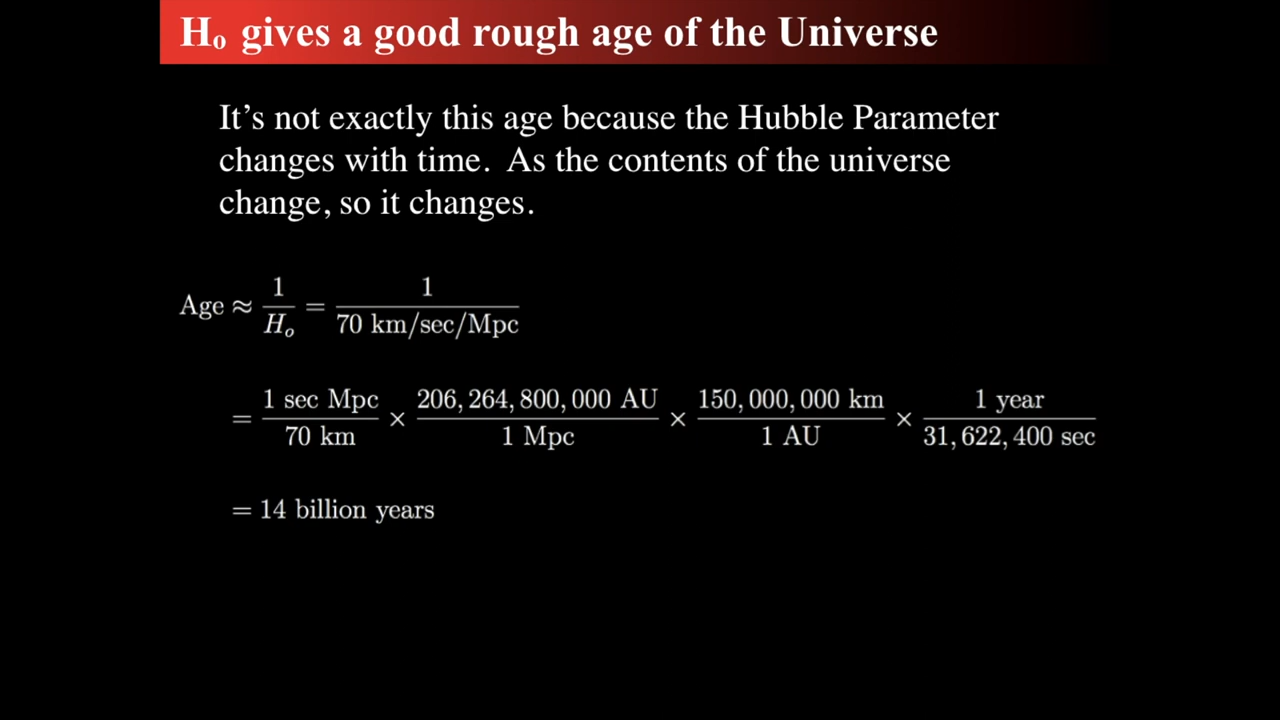 H₀ gives a good rough age of the Universe
It's not exactly this age because the Hubble Parameter
changes with time. As the contents of the universe
change, so it changes.
Age ≈ 1/Hₒ = 1/(70 km/sec/Mpc)
= (1 sec Mpc)/(70 km) × (206,264,800,000 AU)/(1 Mpc) × (150,000,000 km)/(1 AU) × (1 year)/(31,622,400 sec)
= 14 billion years